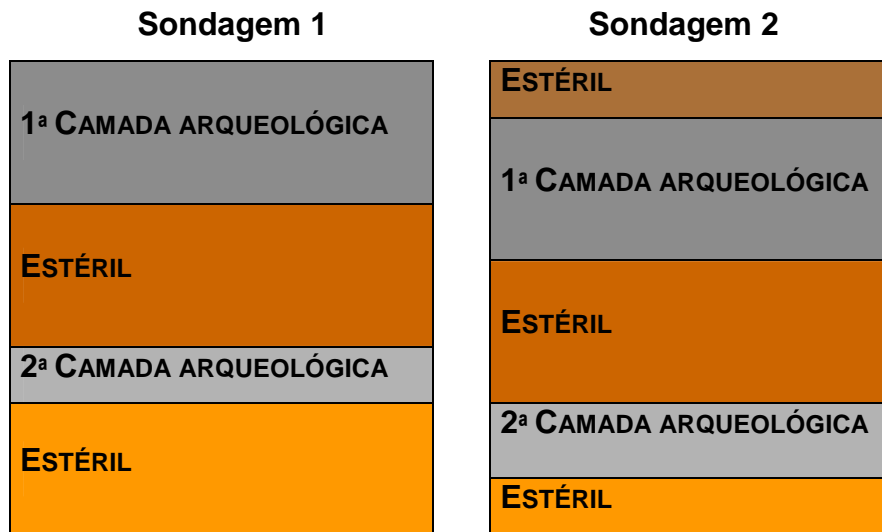 Sondagem 1
1ª CAMADA ARQUEOLÓGICA
ESTÉRIL
2ª CAMADA ARQUEOLÓGICA
ESTÉRIL
Sondagem 2
ESTÉRIL
1ª CAMADA ARQUEOLÓGICA
ESTÉRIL
2ª CAMADA ARQUEOLÓGICA
ESTÉRIL